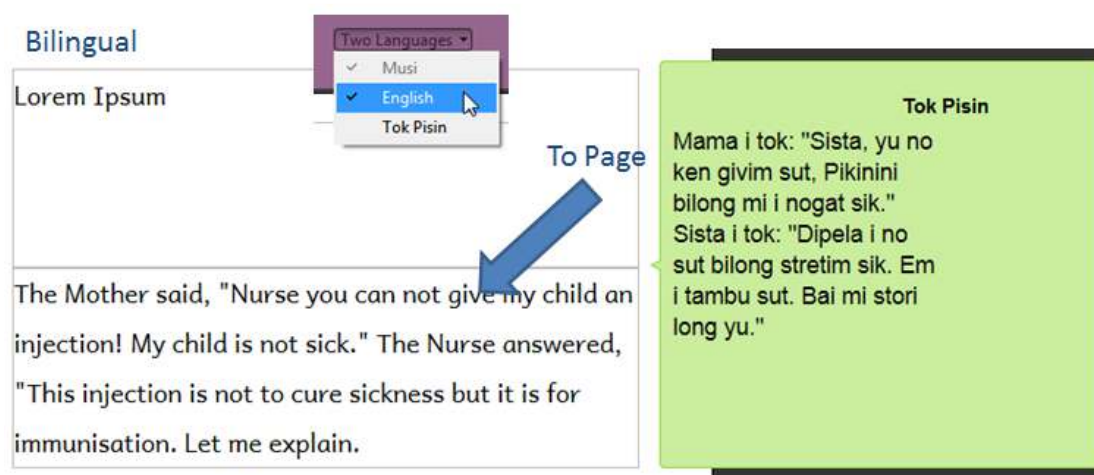 Bilingual
Two Languages
Musi
English
Tok Pisin
Lorem Ipsum
To Page
The Mother said, "Nurse you can not give my child an
injection! My child is not sick." The Nurse answered,
"This injection is not to cure sickness but it is for
immunisation. Let me explain.
Tok Pisin
Mama i tok: "Sista, yu no
ken givim sut, Pikinini
bilong mi i nogat sik."
Sista i tok: "Dipela i no
sut bilong stretim sik. Em
i tambu sut. Bai mi stori
long yu."